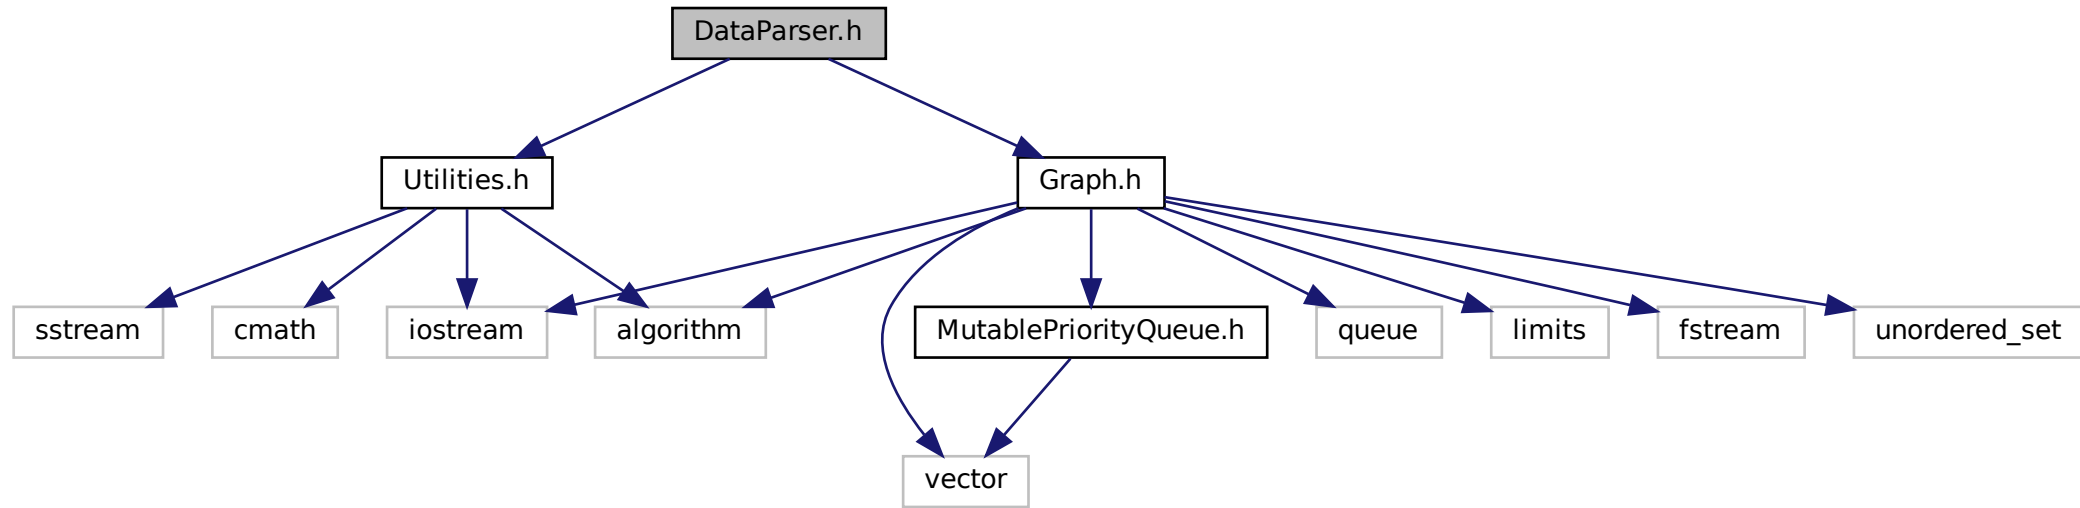 DataParser.h
Utilities.h
Graph.h
sstream
cmath
iostream
algorithm
MutablePriorityQueue.h
queue
limits
fstream
unordered_set
vector